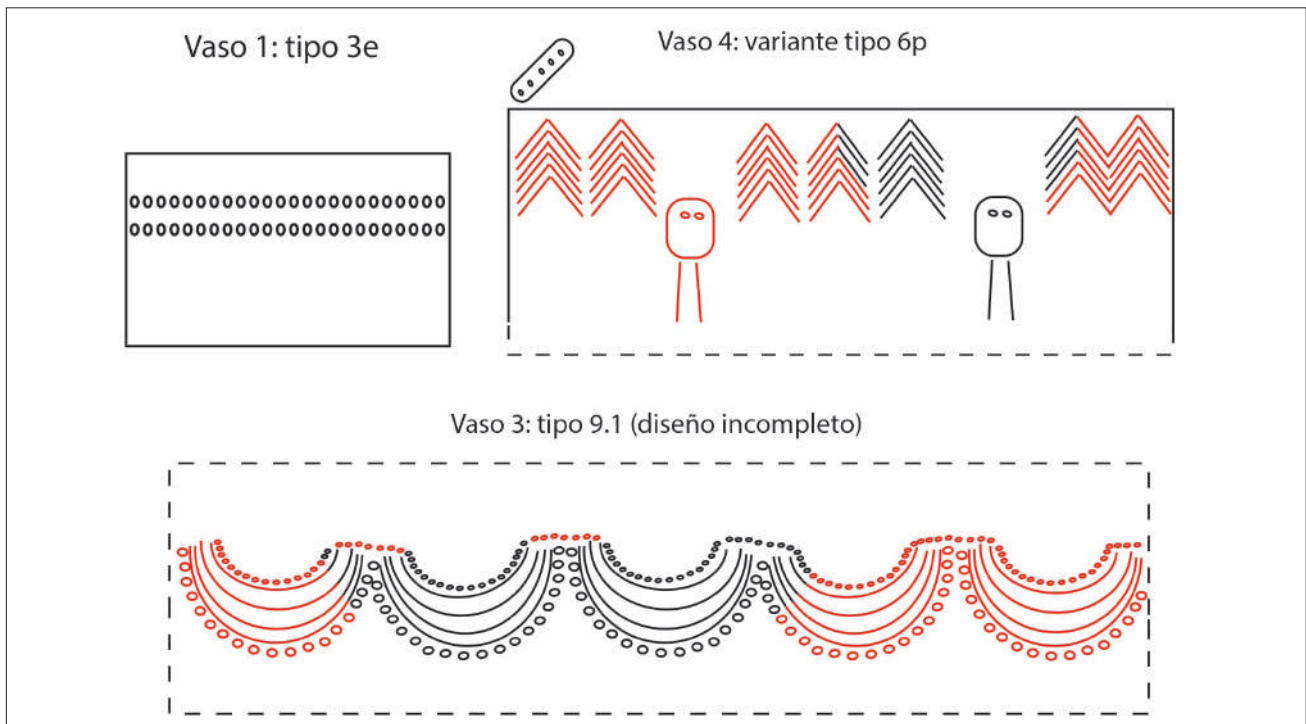 Vaso 1: tipo 3e
Vaso 4: variante tipo 6p
Vaso 3: tipo 9.1 (diseño incompleto)